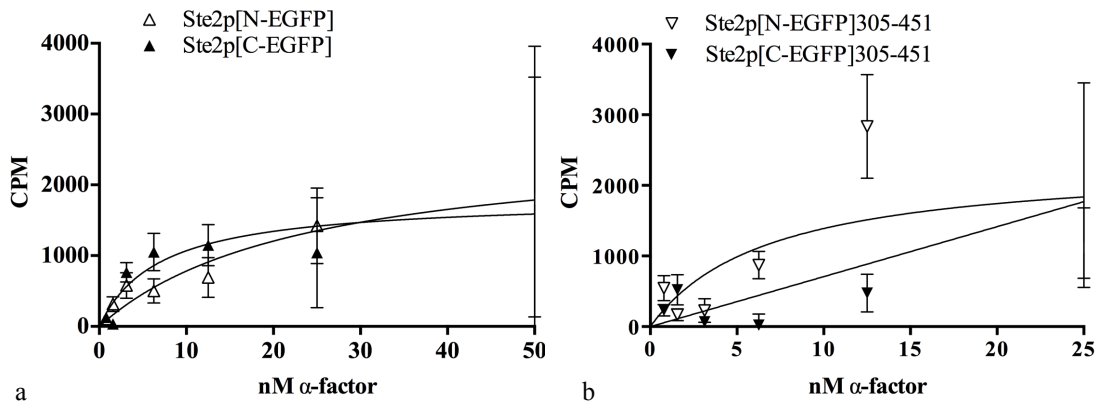 Ste2p[N-EGFP]
Ste2p[C-EGFP]
4000
3000
2000
1000
0
CPM
0 10 20 30 40 50
nM α-factor
a
Ste2p[N-EGFP]305-451
Ste2p[C-EGFP]305-451
4000
3000
2000
1000
0
CPM
0 5 10 15 20 25
nM α-factor
b